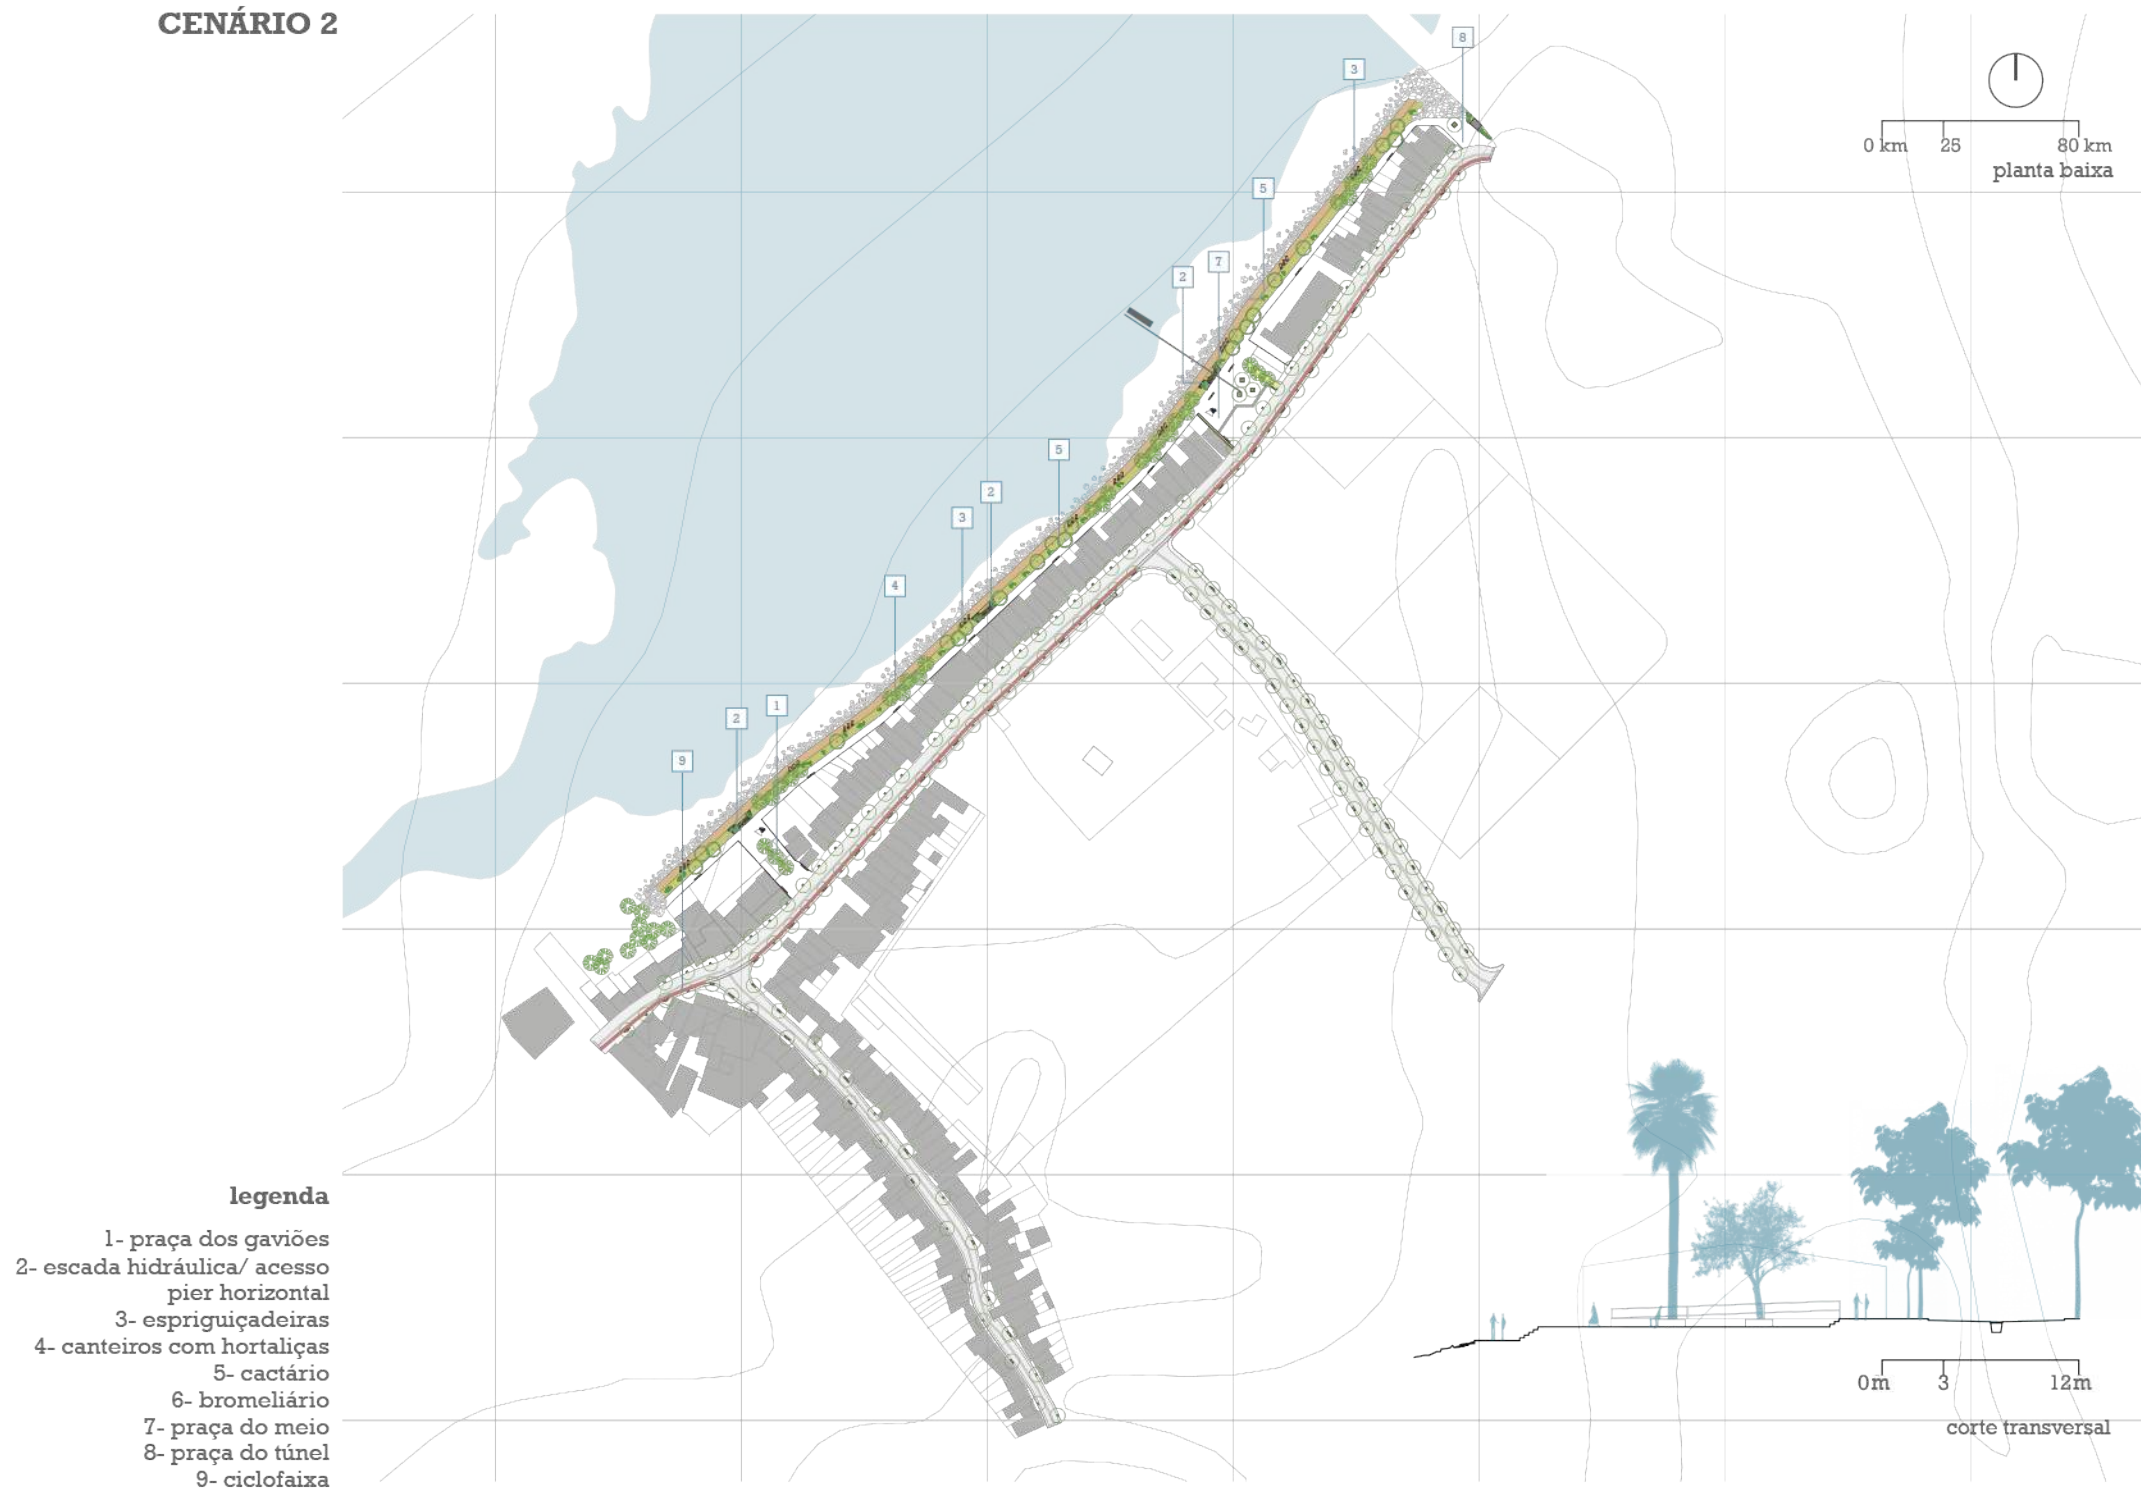 CENÁRIO 2
8
3
0 km 25 80 km
planta baixa
5
7
2
5
2
3
4
1
2
9
legenda
1- praça dos gaviões
2- escada hidráulica/ acesso
pier horizontal
3- espriguiçadeiras
4- canteiros com hortaliças
5- cactário
6- bromeliário
7- praça do meio
8- praça do túnel
9- ciclofaixa
0m 3 12m
corte transversal